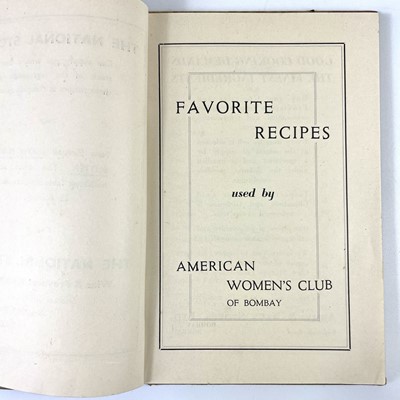 FAVORITE
RECIPES
used by
AMERICAN
WOMEN'S CLUB
OF BOMBAY